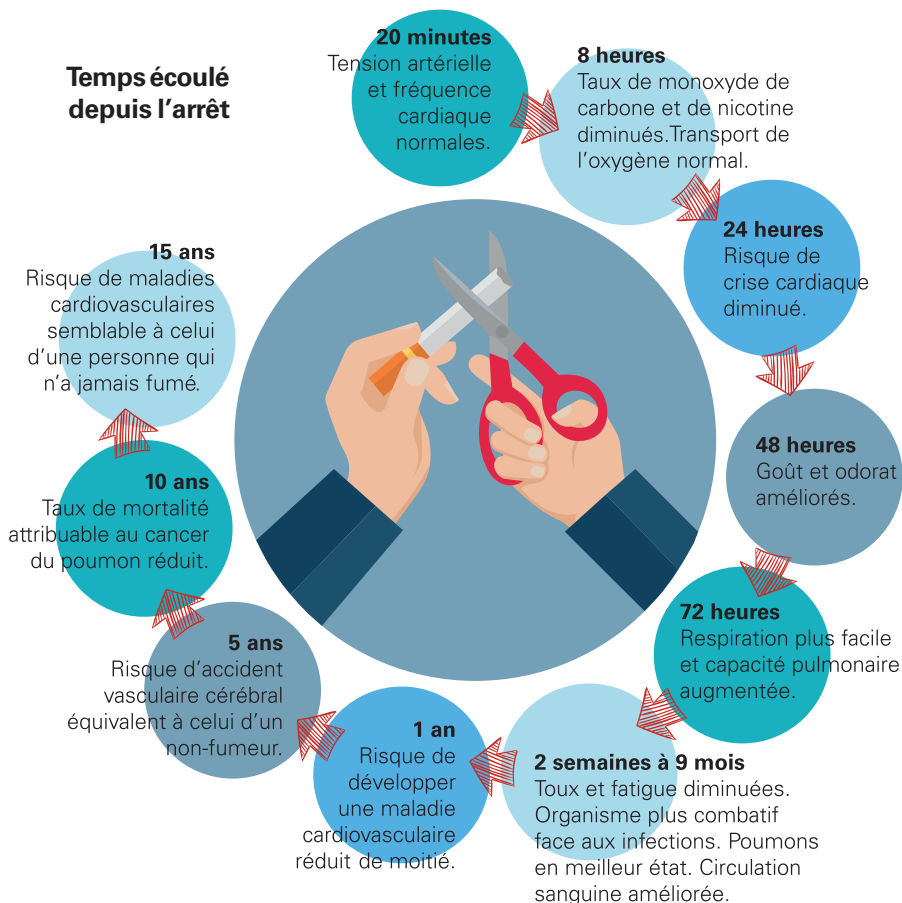 Temps écoulé
depuis l’arrêt
20 minutes
Tension artérielle
et fréquence
cardiaque
normales.
8 heures
Taux de monoxyde de
carbone et de nicotine
diminués.Transport de
l’oxygène normal.
24 heures
Risque de
crise cardiaque
diminué.
48 heures
Goût et odorat
améliorés.
72 heures
Respiration plus facile
et capacité pulmonaire
augmentée.
2 semaines à 9 mois
Toux et fatigue diminuées.
Organisme plus combatif
face aux infections. Poumons
en meilleur état. Circulation
sanguine améliorée.
1 an
Risque de
développer
une maladie
cardiovasculaire
réduit de moitié.
5 ans
Risque d’accident
vasculaire cérébral
équivalent à celui d’un
non-fumeur.
10 ans
Taux de mortalité
attribuable au cancer
du poumon réduit.
15 ans
Risque de maladies
cardiovasculaires
semblable à celui
d’une personne qui
n’a jamais fumé.